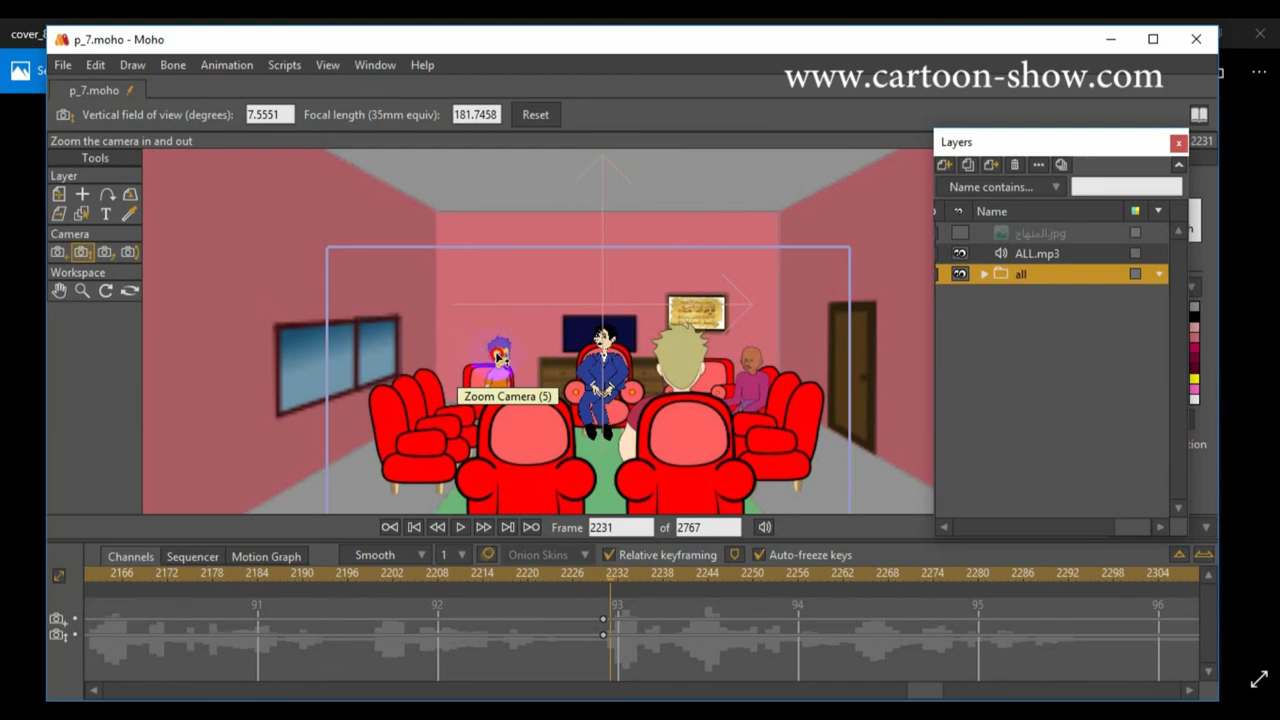 cover_8
p_7.moho - Moho
File Edit Draw Bone Animation Scripts View Window Help
www.cartoon-show.com
p_7.moho
Vertical field of view (degrees): 7.5551 Focal length (35mm equiv): 181.7458 Reset
Zoom the camera in and out
2231
Tools
Layer
Camera
Workspace
Layers
Name contains...
Name
المنهاج.jpg
ALL.mp3
all
Zoom Camera (5)
Frame 2231 of 2767
Channels Sequencer Motion Graph Smooth 1 Onion Skins Relative keyframing Auto-freeze keys
2166 2172 2178 2184 2190 2196 2202 2208 2214 2220 2226 2232 2238 2244 2250 2256 2262 2268 2274 2280 2286 2292 2298 2304
91 92 93 94 95 96